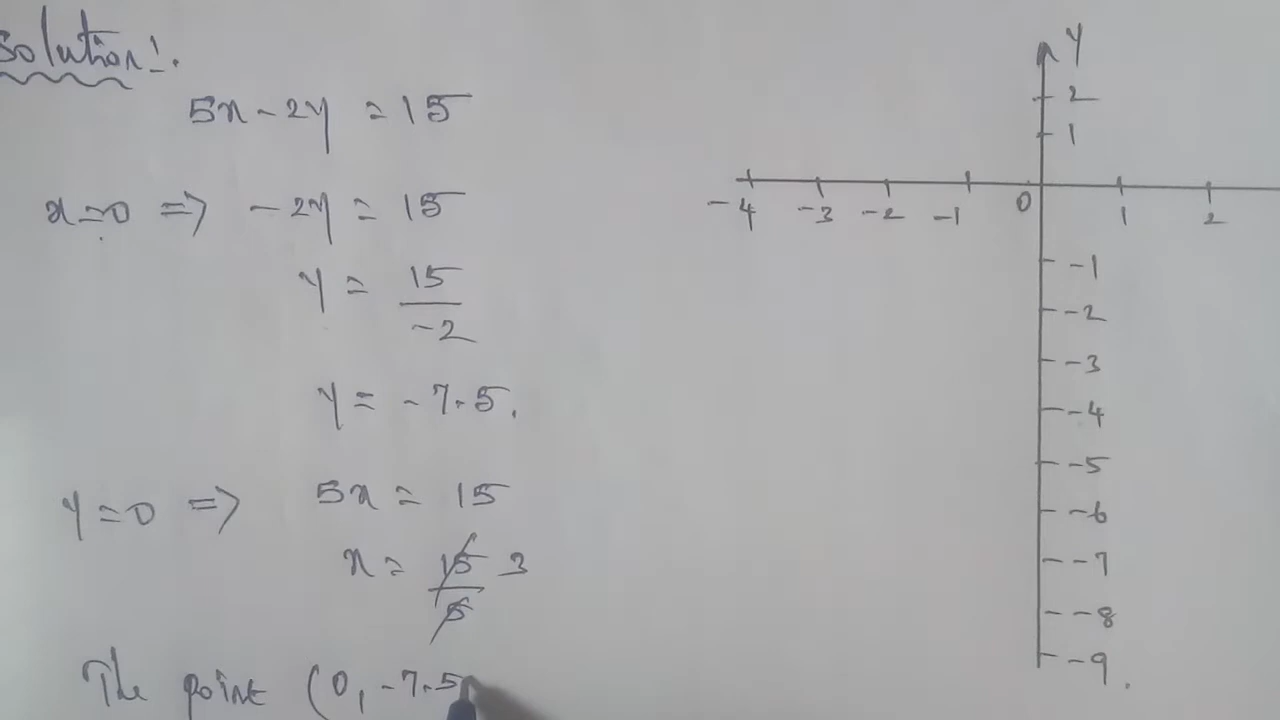 Solution:
5x - 2y = 15
x=0 => -2y = 15
y = 15/-2
y = -7.5.
y=0 => 5x = 15
x = 15/5 3
The point (0, -7.5
Y
2
1
-4 -3 -2 -1 0 1 2
-1
-2
-3
-4
-5
-6
-7
-8
-9